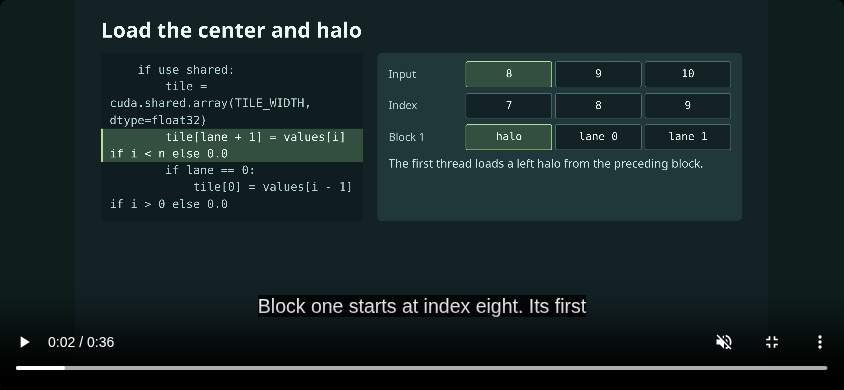 Load the center and halo
if use shared:
tile =
cuda.shared.array(TILE_WIDTH,
dtype=float32)
tile[lane + 1] = values[i]
if i < n else 0.0
if lane == 0:
tile[0] = values[i - 1]
if i > 0 else 0.0
Input 8 9 10
Index 7 8 9
Block 1 halo lane 0 lane 1
The first thread loads a left halo from the preceding block.
Block one starts at index eight. Its first
0:02 / 0:36